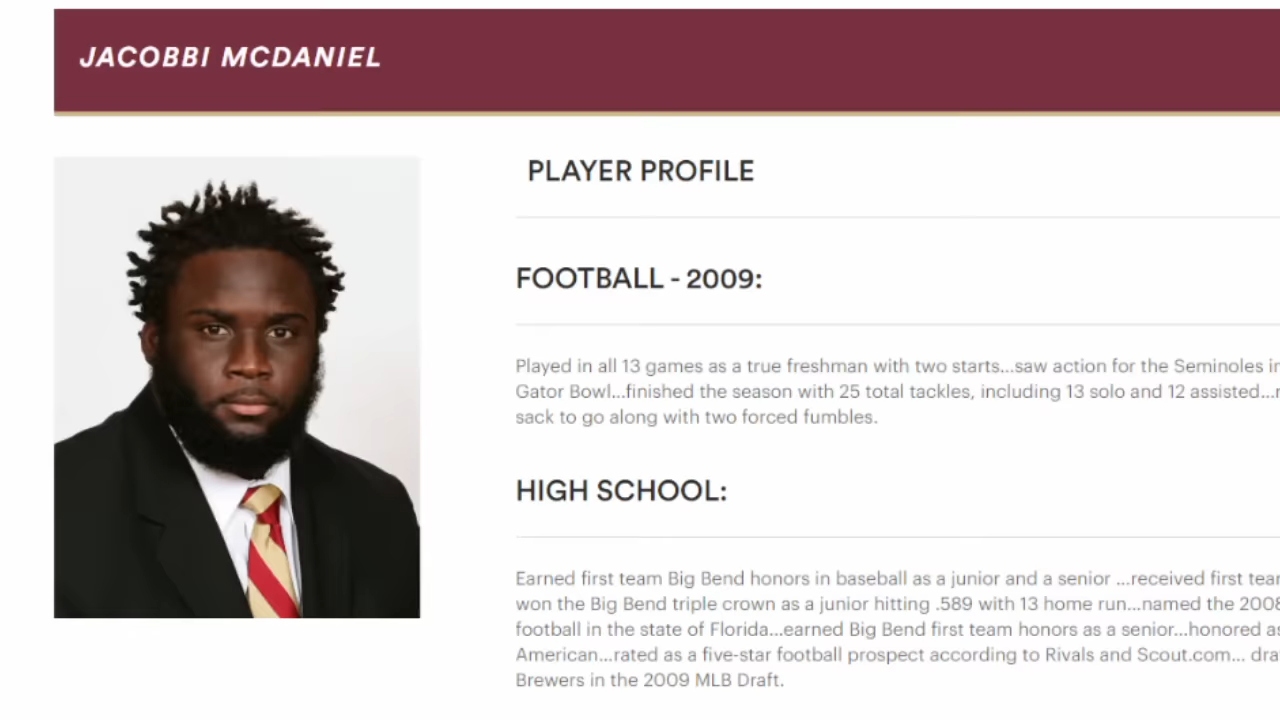 JACOBBI MCDANIEL
PLAYER PROFILE
FOOTBALL - 2009:
Played in all 13 games as a true freshman with two starts...saw action for the Seminoles in
Gator Bowl...finished the season with 25 total tackles, including 13 solo and 12 assisted...
sack to go along with two forced fumbles.
HIGH SCHOOL:
Earned first team Big Bend honors in baseball as a junior and a senior ...received first
won the Big Bend triple crown as a junior hitting .589 with 13 home run...named the 2008
football in the state of Florida...earned Big Bend first team honors as a senior...honored as
American...rated as a five-star football prospect according to Rivals and Scout.com...
Brewers in the 2009 MLB Draft.